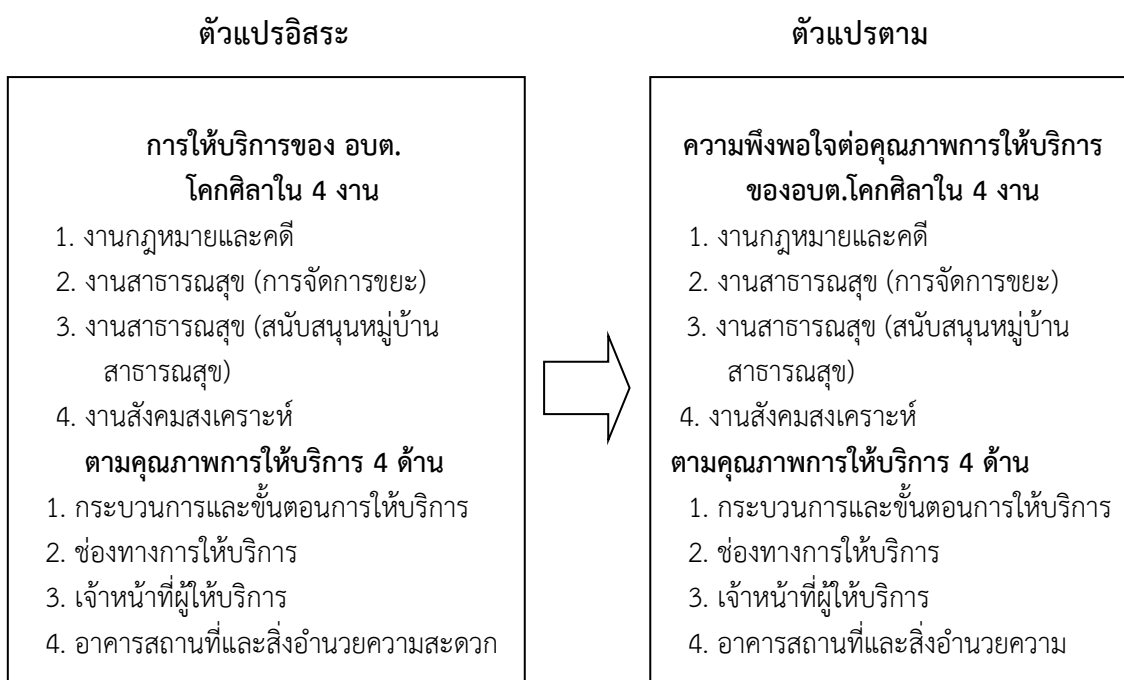 ตัวแปรอิสระ
การให้บริการของ อบต.
โคกศิลาใน 4 งาน
1. งานกฎหมายและคดี
2. งานสาธารณสุข (การจัดการขยะ)
3. งานสาธารณสุข (สนับสนุนหมู่บ้าน
สาธารณสุข)
4. งานสังคมสงเคราะห์
ตามคุณภาพการให้บริการ 4 ด้าน
1. กระบวนการและขั้นตอนการให้บริการ
2. ช่องทางการให้บริการ
3. เจ้าหน้าที่ผู้ให้บริการ
4. อาคารสถานที่และสิ่งอำนวยความสะดวก
ตัวแปรตาม
ความพึงพอใจต่อคุณภาพการให้บริการ
ของอบต.โคกศิลาใน 4 งาน
1. งานกฎหมายและคดี
2. งานสาธารณสุข (การจัดการขยะ)
3. งานสาธารณสุข (สนับสนุนหมู่บ้าน
สาธารณสุข)
4. งานสังคมสงเคราะห์
ตามคุณภาพการให้บริการ 4 ด้าน
1. กระบวนการและขั้นตอนการให้บริการ
2. ช่องทางการให้บริการ
3. เจ้าหน้าที่ผู้ให้บริการ
4. อาคารสถานที่และสิ่งอำนวยความ